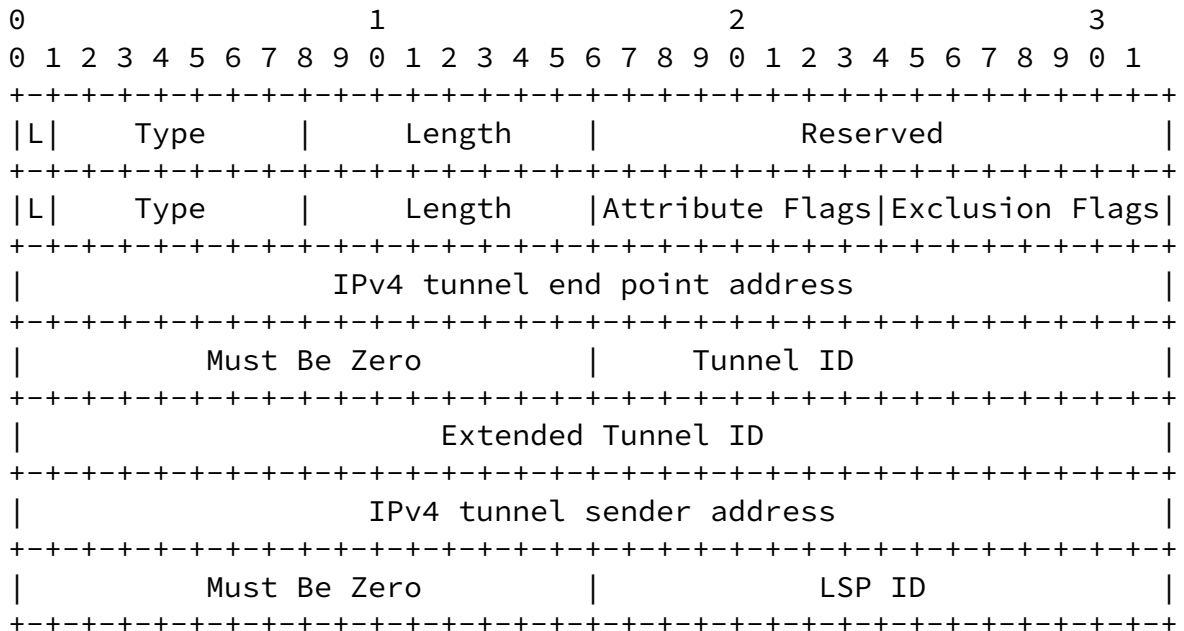 0                   1                   2                   3
0 1 2 3 4 5 6 7 8 9 0 1 2 3 4 5 6 7 8 9 0 1 2 3 4 5 6 7 8 9 0 1
+-+-+-+-+-+-+-+-+-+-+-+-+-+-+-+-+-+-+-+-+-+-+-+-+-+-+-+-+-+-+-+-+
|L|    Type     |     Length    |           Reserved            |
+-+-+-+-+-+-+-+-+-+-+-+-+-+-+-+-+-+-+-+-+-+-+-+-+-+-+-+-+-+-+-+-+
|L|    Type     |     Length    |Attribute Flags|Exclusion Flags|
+-+-+-+-+-+-+-+-+-+-+-+-+-+-+-+-+-+-+-+-+-+-+-+-+-+-+-+-+-+-+-+-+
|                 IPv4 tunnel end point address                 |
+-+-+-+-+-+-+-+-+-+-+-+-+-+-+-+-+-+-+-+-+-+-+-+-+-+-+-+-+-+-+-+-+
|          Must Be Zero         |     Tunnel ID                 |
+-+-+-+-+-+-+-+-+-+-+-+-+-+-+-+-+-+-+-+-+-+-+-+-+-+-+-+-+-+-+-+-+
|                       Extended Tunnel ID                      |
+-+-+-+-+-+-+-+-+-+-+-+-+-+-+-+-+-+-+-+-+-+-+-+-+-+-+-+-+-+-+-+-+
|                   IPv4 tunnel sender address                  |
+-+-+-+-+-+-+-+-+-+-+-+-+-+-+-+-+-+-+-+-+-+-+-+-+-+-+-+-+-+-+-+-+
|          Must Be Zero         |            LSP ID             |
+-+-+-+-+-+-+-+-+-+-+-+-+-+-+-+-+-+-+-+-+-+-+-+-+-+-+-+-+-+-+-+-+